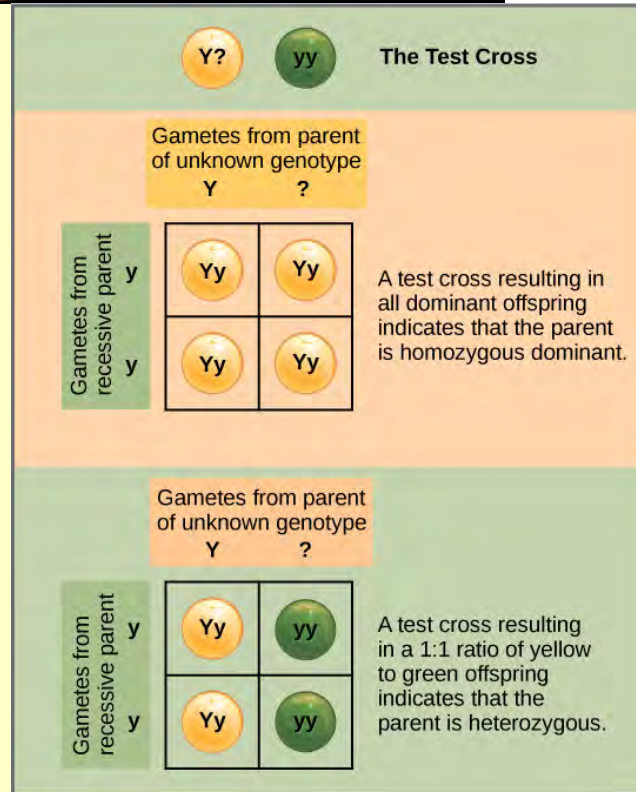 Y? yy The Test Cross
Gametes from parent
of unknown genotype
Y ?
Gametes from
recessive parent
y
Yy Yy
y
Yy Yy
A test cross resulting in
all dominant offspring
indicates that the parent
is homozygous dominant.
Gametes from parent
of unknown genotype
Y ?
Gametes from
recessive parent
y
Yy yy
y
Yy yy
A test cross resulting
in a 1:1 ratio of yellow
to green offspring
indicates that the
parent is heterozygous.